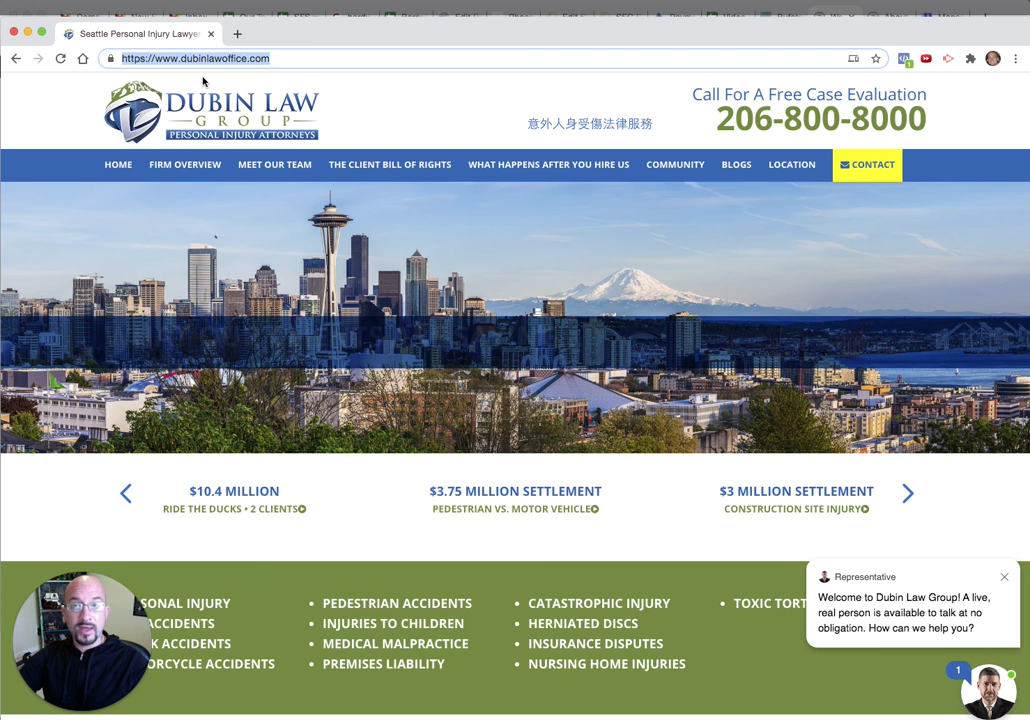 Seattle Personal Injury Lawyer
https://www.dubinlawoffice.com
1
DUBIN LAW
GROUP
PERSONAL INJURY ATTORNEYS
意外人身受傷法律服務
Call For A Free Case Evaluation
206-800-8000
HOME FIRM OVERVIEW MEET OUR TEAM THE CLIENT BILL OF RIGHTS WHAT HAPPENS AFTER YOU HIRE US COMMUNITY BLOGS LOCATION CONTACT
$10.4 MILLION $3.75 MILLION SETTLEMENT $3 MILLION SETTLEMENT
RIDE THE DUCKS • 2 CLIENTS PEDESTRIAN VS. MOTOR VEHICLE CONSTRUCTION SITE INJURY
SONAL INJURY
ACCIDENTS
K ACCIDENTS
ORCYCLE ACCIDENTS
• PEDESTRIAN ACCIDENTS
• INJURIES TO CHILDREN
• MEDICAL MALPRACTICE
• PREMISES LIABILITY
• CATASTROPHIC INJURY
• HERNIATED DISCS
• INSURANCE DISPUTES
• NURSING HOME INJURIES
• TOXIC TORT
Representative
Welcome to Dubin Law Group! A live,
real person is available to talk at no
obligation. How can we help you?
1